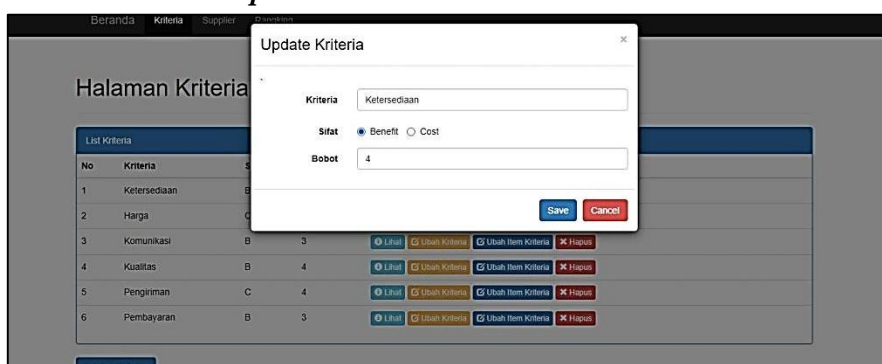 Beranda Kriteria Supplier Rangking
Update Kriteria ×
Halaman Kriteria
Kriteria Ketersediaan
Sifat Benefit Cost
Bobot 4
Save Cancel
List Kriteria
No Kriteria S
1 Ketersediaan B
2 Harga C
3 Komunikasi B 3 Lihat Ubah Kriteria Ubah Item Kriteria Hapus
4 Kualitas B 4 Lihat Ubah Kriteria Ubah Item Kriteria Hapus
5 Pengiriman C 4 Lihat Ubah Kriteria Ubah Item Kriteria Hapus
6 Pembayaran B 3 Lihat Ubah Kriteria Ubah Item Kriteria Hapus